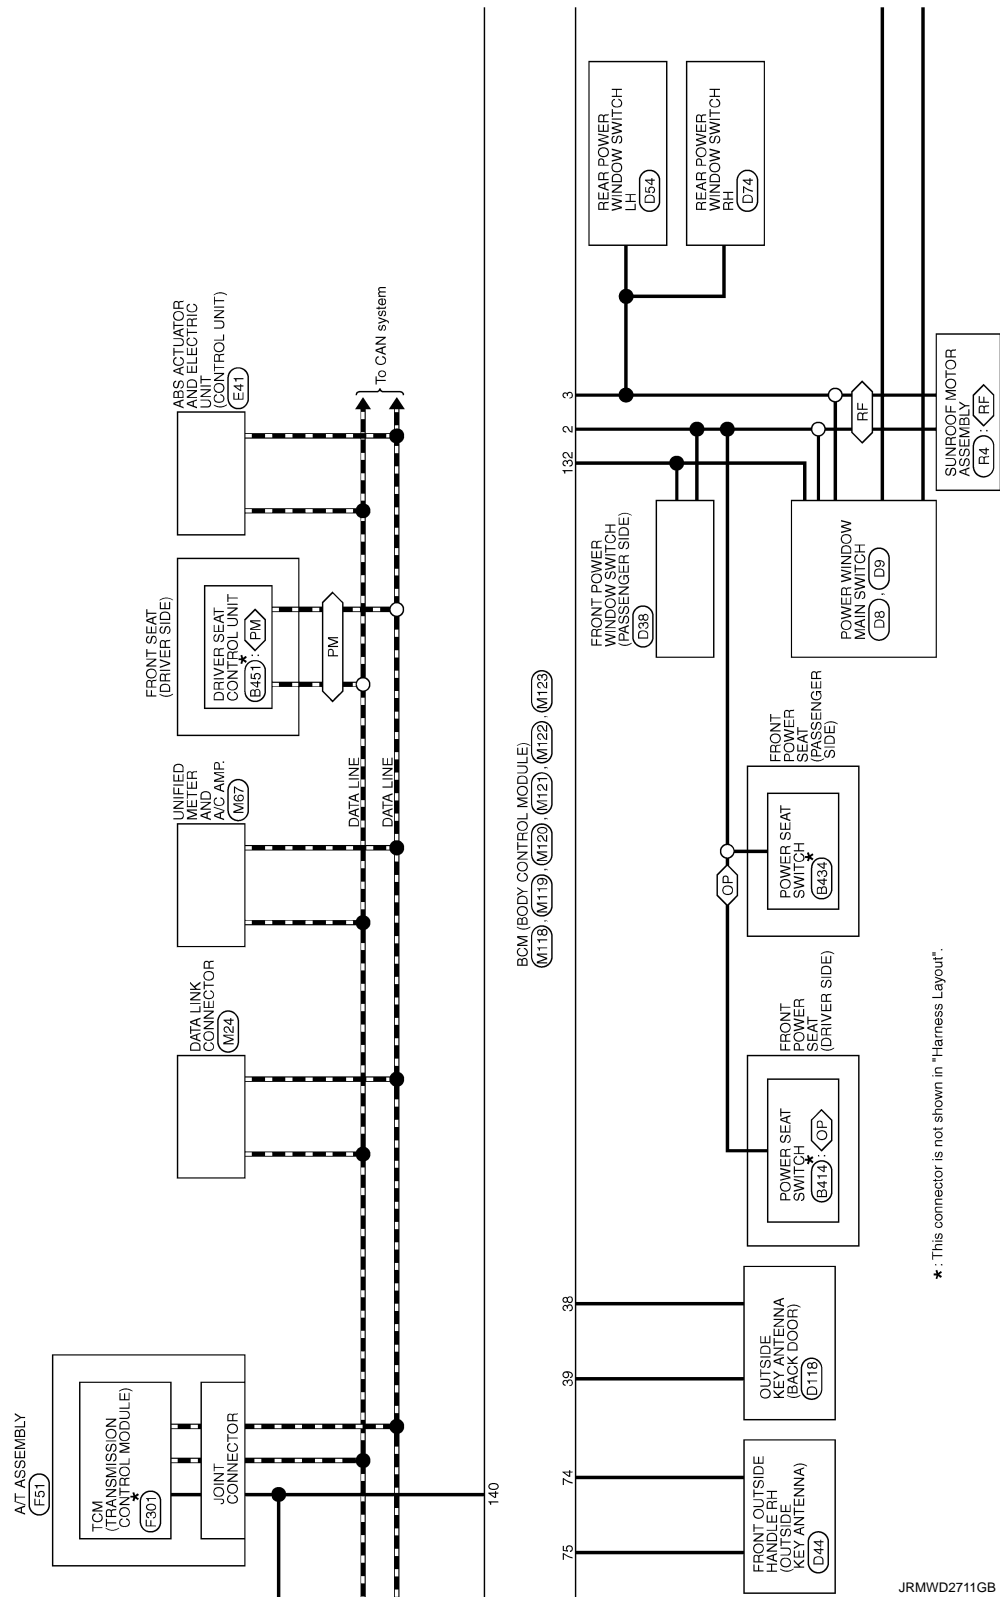 A/T ASSEMBLY
F51
TCM
(TRANSMISSION
CONTROL MODULE)
*
F301
JOINT
CONNECTOR
DATA LINK
CONNECTOR
M24
UNIFIED
METER
AND
A/C AMP.
M67
FRONT SEAT
(DRIVER SIDE)
DRIVER SEAT
CONTROL UNIT
*
B451 : PM
PM
ABS ACTUATOR
AND ELECTRIC
UNIT
(CONTROL UNIT)
E41
DATA LINE
DATA LINE
To CAN system
140
BCM (BODY CONTROL MODULE)
M118 , M119 , M120 , M121 , M122 , M123
75
74
39
38
132
2
3
FRONT OUTSIDE
HANDLE RH
(OUTSIDE
KEY ANTENNA)
D44
OUTSIDE
KEY ANTENNA
(BACK DOOR)
D118
FRONT
POWER
SEAT
(DRIVER SIDE)
POWER SEAT
SWITCH
*
B414 : OP
OP
FRONT
POWER
SEAT
(PASSENGER
SIDE)
POWER SEAT
SWITCH
*
B434
FRONT POWER
WINDOW SWITCH
(PASSENGER SIDE)
D38
POWER WINDOW
MAIN SWITCH
D8 , D9
RF
SUNROOF MOTOR
ASSEMBLY
R4 : RF
REAR POWER
WINDOW SWITCH
LH
D54
REAR POWER
WINDOW SWITCH
RH
D74
* : This connector is not shown in "Harness Layout".
JRMWD2711GB